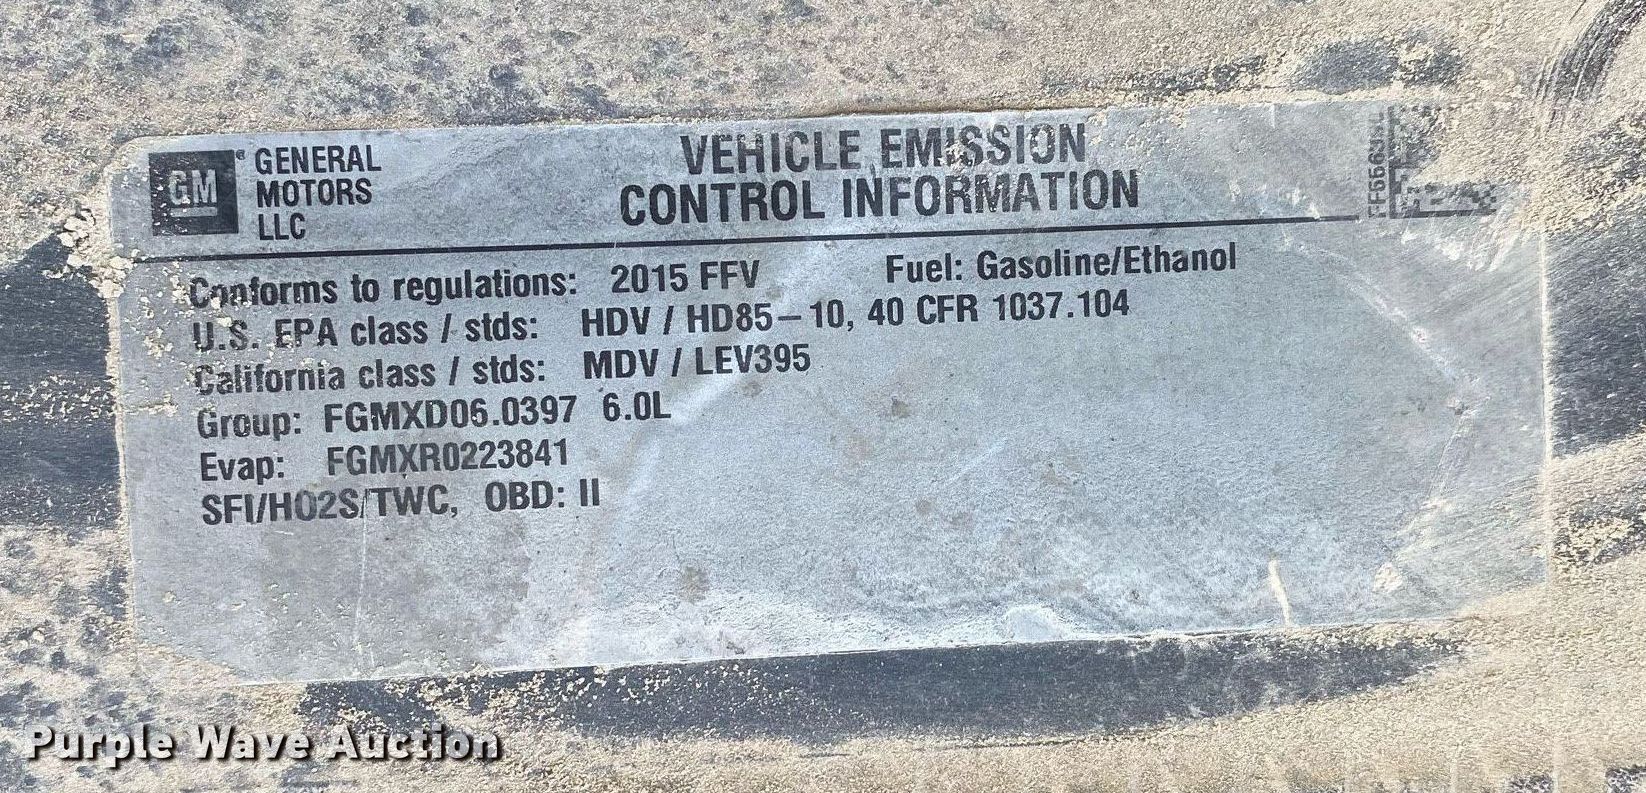 GM
GENERAL
MOTORS
LLC
VEHICLE EMISSION
CONTROL INFORMATION
Conforms to regulations: 2015 FFV Fuel: Gasoline/Ethanol
U.S. EPA class / stds: HDV / HD85-10, 40 CFR 1037.104
California class / stds: MDV / LEV395
Group: FGMXD06.0397 6.0L
Evap: FGMXR0223841
SFI/HO2S/TWC, OBD: II
Purple Wave Auction